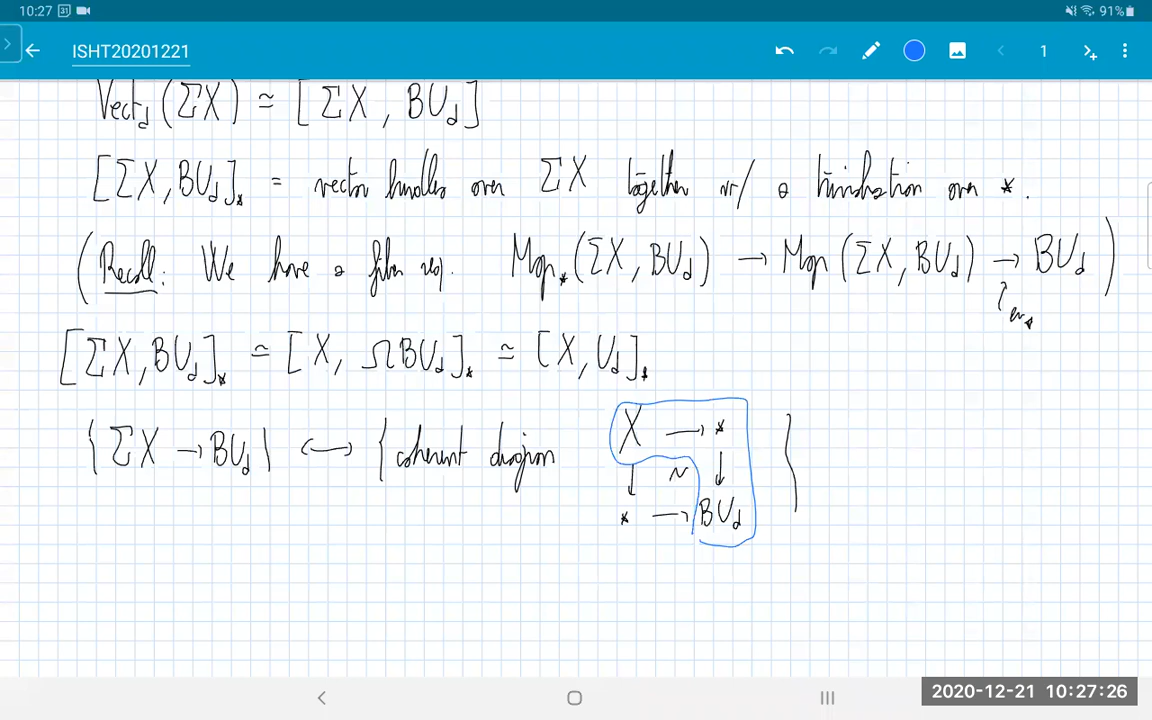 10:27 31 91%
ISHT20201221 1
Vect_d (ΣX) ≃ [ΣX, BU_d]
[ΣX, BU_d]_* = vector bundles over ΣX together w/ a trivialization over *.
(Recall: We have a fiber seq. Map_*(ΣX, BU_d) → Map (ΣX, BU_d) → BU_d)
↑ ev_*
[ΣX, BU_d]_* ≃ [X, ΩBU_d]_* ≃ [X, U_d]_*
{ΣX → BU_d} ↔ {coherent diagram X → * }
↓ ~ ↓
* → BU_d
2020-12-21 10:27:26